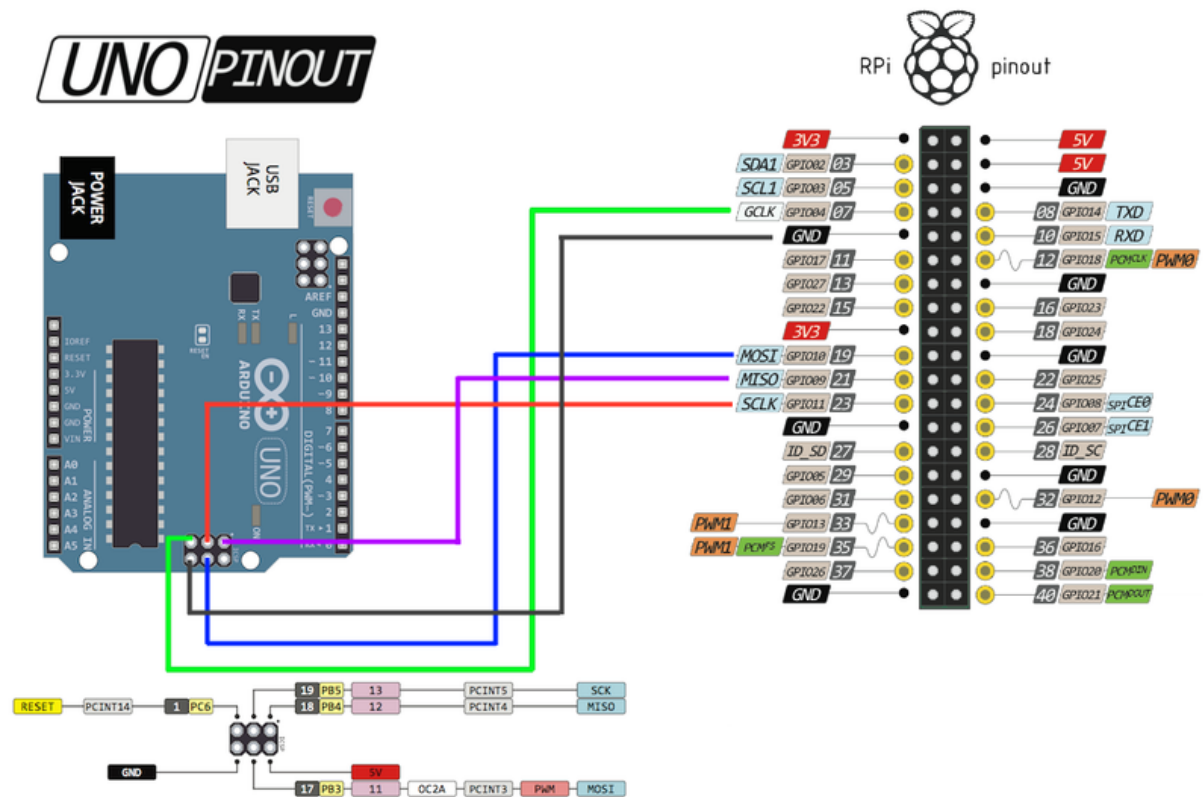 UNO PINOUT
RPi pinout
POWER JACK
USB JACK
RESET
3V3 5V
SDA1 GPIO02 03 5V
SCL1 GPIO03 05 GND
GCLK GPIO04 07 08 GPIO14 TXD
GND 10 GPIO15 RXD
GPIO17 11 12 GPIO18 PCMCLK PWM0
GPIO27 13 GND
GPIO22 15 16 GPIO23
3V3 18 GPIO24
MOSI GPIO10 19 GND
MISO GPIO09 21 22 GPIO25
SCLK GPIO11 23 24 GPIO08 SPICE0
GND 26 GPIO07 SPICE1
ID_SD 27 28 ID_SC
GPIO05 29 GND
GPIO06 31 32 GPIO12 PWM0
PWM1 GPIO13 33 GND
PWM1 PCMFS GPIO19 35 36 GPIO16
GPIO26 37 38 GPIO20 PCMDIN
GND 40 GPIO21 PCMDOUT
AREF
GND
13
12
~11
~10
~9
8
7
~6
~5
4
~3
2
TX 1
0
RX
TX
L
RESET EN
ARDUINO
UNO
DIGITAL (PWM~)
ON
IOREF
RESET
3.3V
5V
GND
GND
VIN
POWER
A0
A1
A2
A3
A4
A5
ANALOG IN
19 PB5 13 PCINT5 SCK
RESET PCINT14 1 PC6 18 PB4 12 PCINT4 MISO
ICSP
GND 5V
17 PB3 11 OC2A PCINT3 PWM MOSI